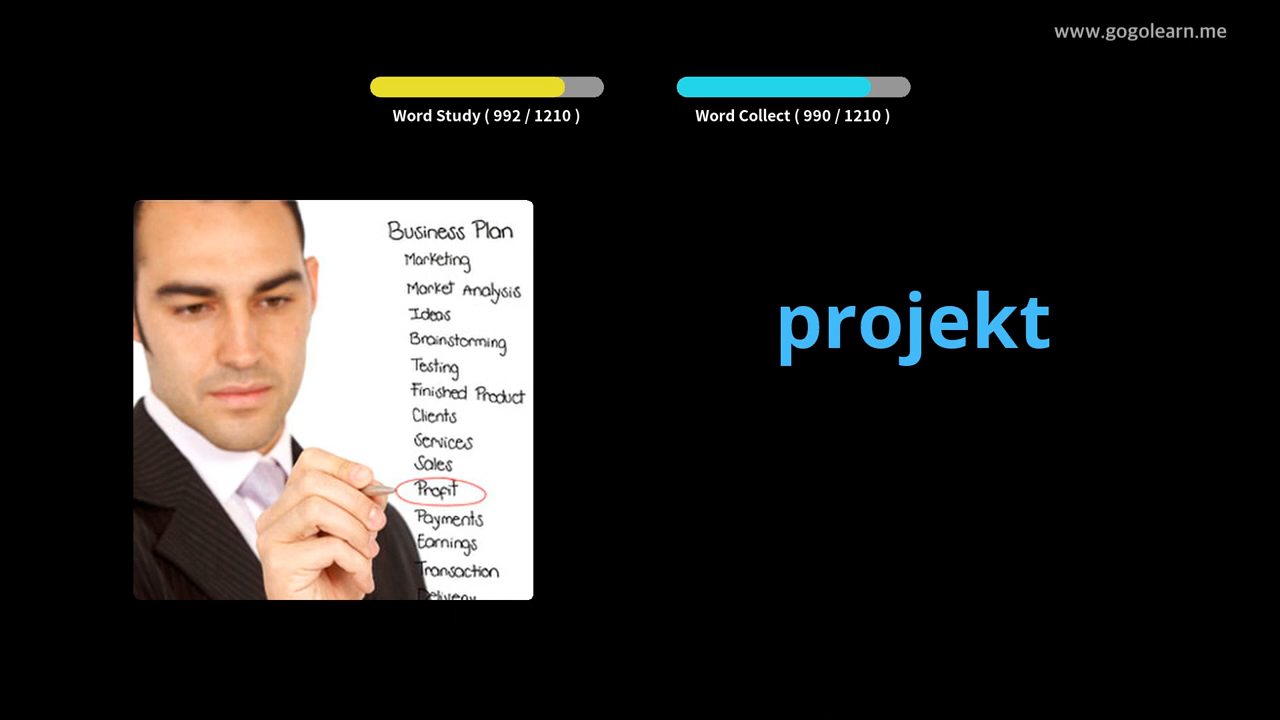 www.gogolearn.me
Word Study ( 992 / 1210 )
Word Collect ( 990 / 1210 )
Business Plan
Marketing
Market Analysis
Ideas
Brainstorming
Testing
Finished Product
Clients
Services
Sales
Profit
Payments
Earnings
Transaction
Delivery
projekt